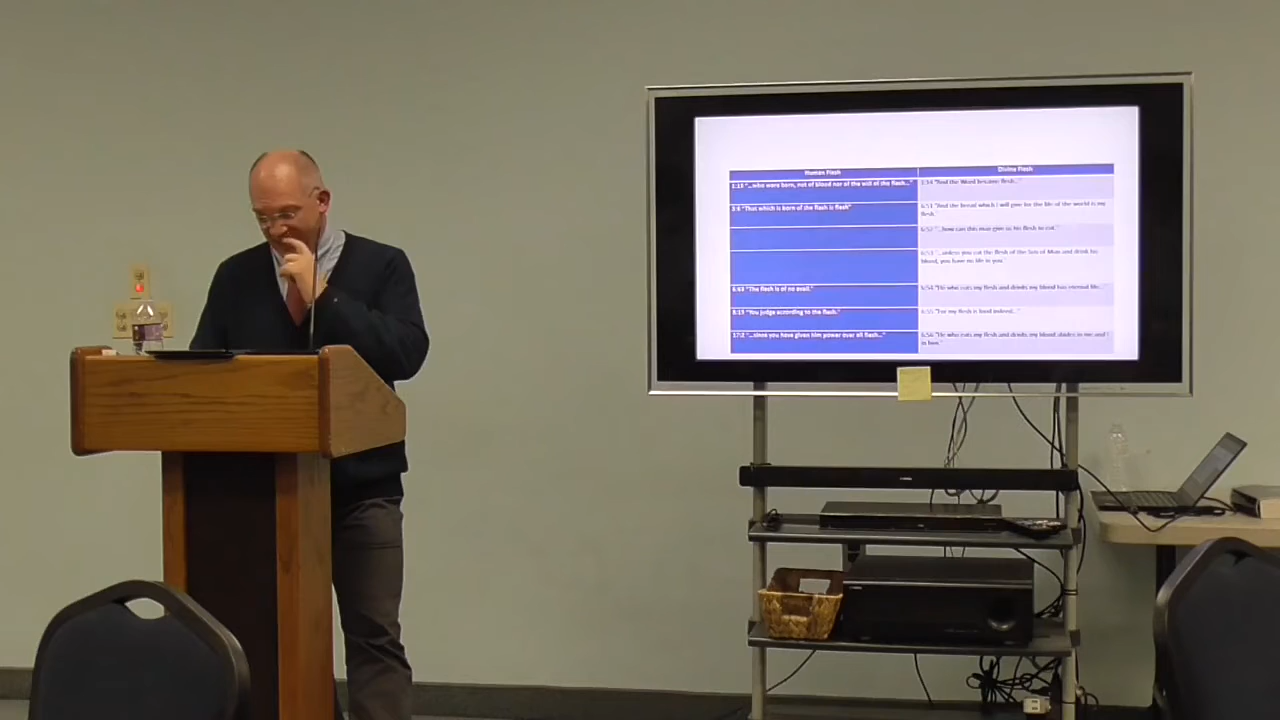 Human Flesh
Divine Flesh
1:13 "...who were born, not of blood nor of the will of the flesh..."
1:14 "And the Word became flesh..."
3:6 "That which is born of the flesh is flesh"
6:51 "And the bread which I will give for the life of the world is my
flesh."
6:52 "...how can this man give us his flesh to eat."
6:53 "...unless you eat the flesh of the Son of Man and drink his
blood, you have no life in you."
6:63 "The flesh is of no avail."
6:54 "He who eats my flesh and drinks my blood has eternal life..."
8:15 "You judge according to the flesh."
6:55 "For my flesh is food indeed..."
17:2 "...since you have given him power over all flesh..."
6:56 "He who eats my flesh and drinks my blood abides in me and I
in him."